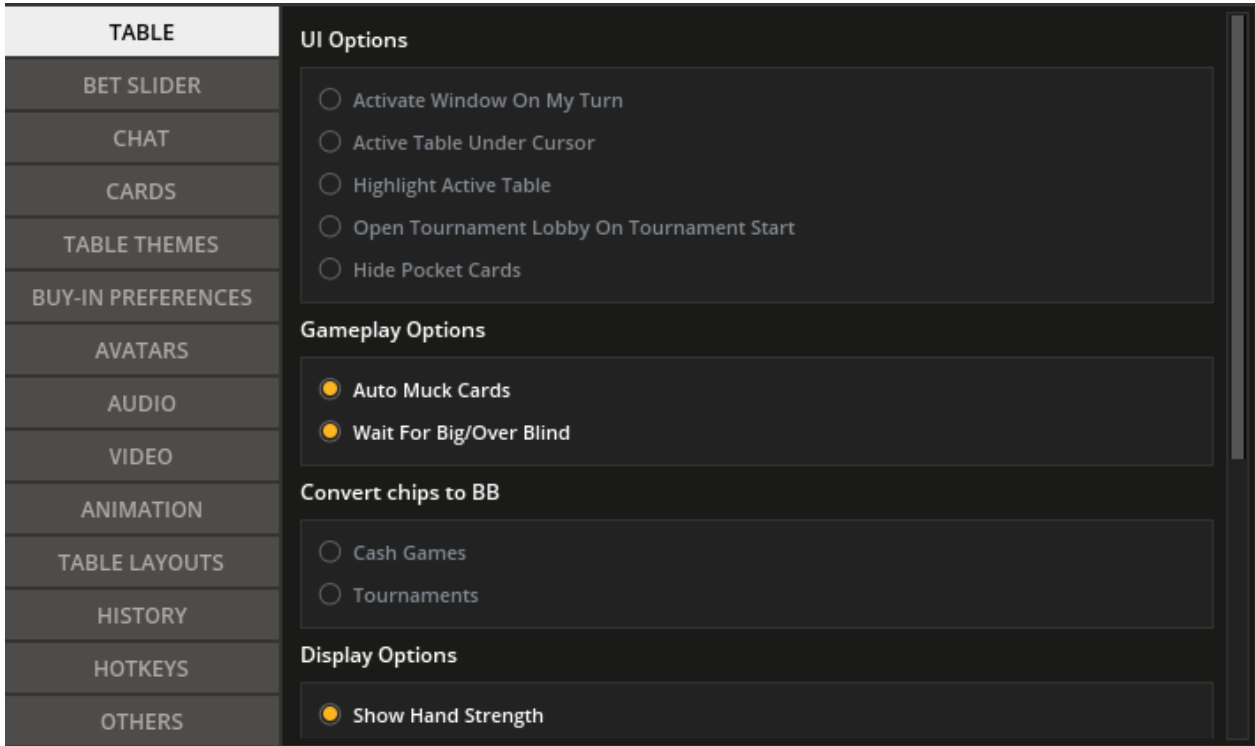 TABLE
BET SLIDER
CHAT
CARDS
TABLE THEMES
BUY-IN PREFERENCES
AVATARS
AUDIO
VIDEO
ANIMATION
TABLE LAYOUTS
HISTORY
HOTKEYS
OTHERS
UI Options
Activate Window On My Turn
Active Table Under Cursor
Highlight Active Table
Open Tournament Lobby On Tournament Start
Hide Pocket Cards
Gameplay Options
Auto Muck Cards
Wait For Big/Over Blind
Convert chips to BB
Cash Games
Tournaments
Display Options
Show Hand Strength